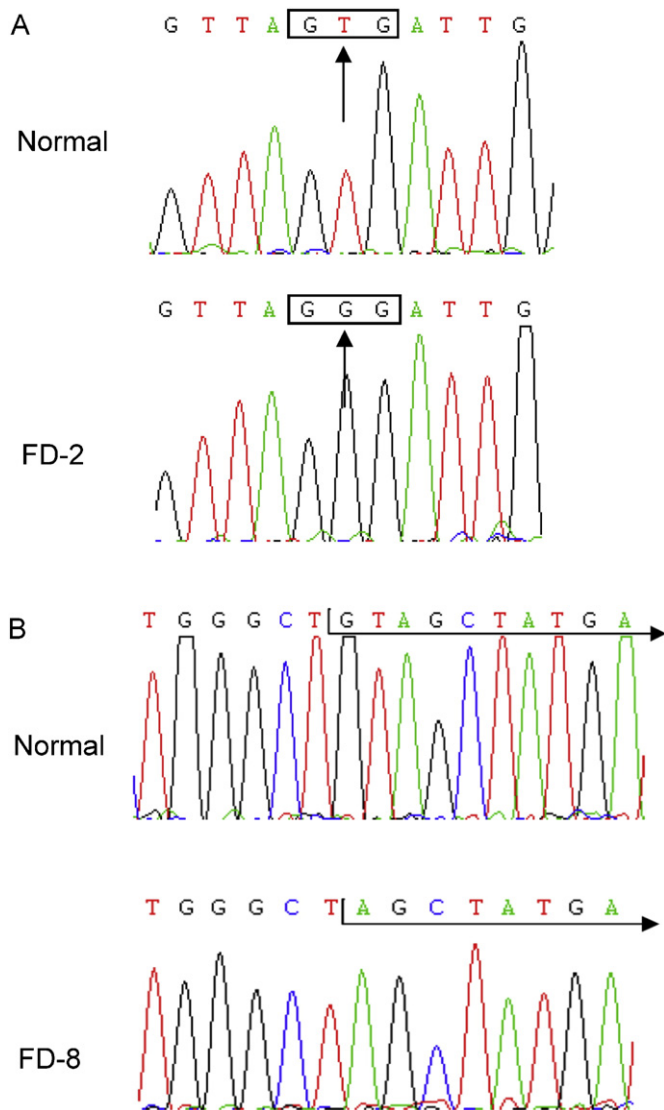 A
G T T A G T G A T T G
Normal
G T T A G G G A T T G
FD-2
B
T G G G C T G T A G C T A T G A
Normal
T G G G C T A G C T A T G A
FD-8